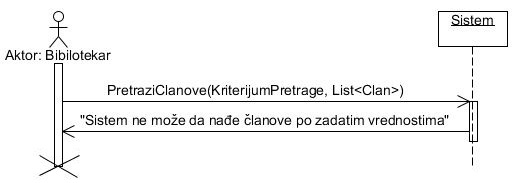 Sistem
Aktor: Bibilotekar
PretraziClanove(KriterijumPretrage, List<Clan>)
"Sistem ne može da nađe članove po zadatim vrednostima"